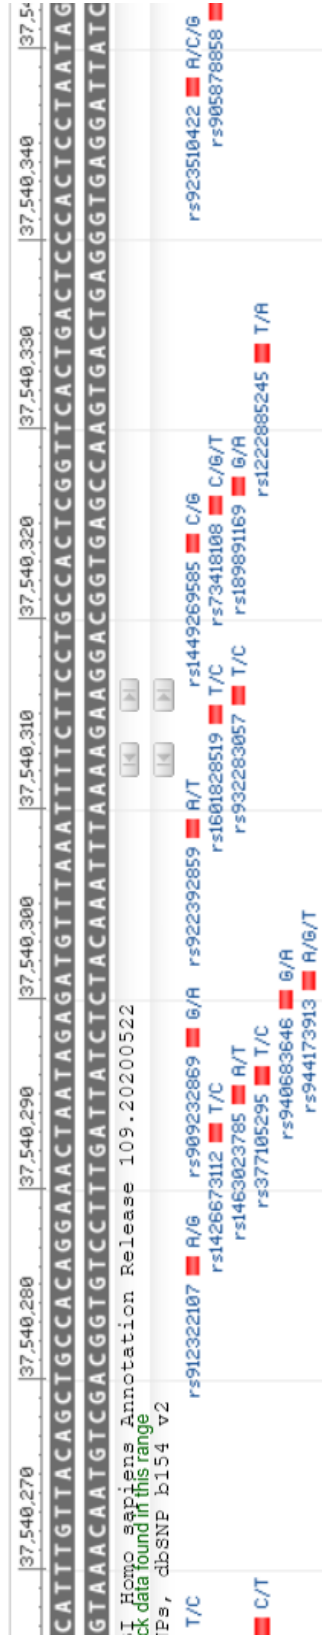 |37,540,270 |37,540,280 |37,540,290 |37,540,300 |37,540,310 |37,540,320 |37,540,330 |37,540,340 |37,54
CATTTGTTACAGCTGCCACAGGAAACTAATAGAGATGTTTAAATTTTCTTCCTGCCACTCGGTTCACTGACTCCCACTCCTAATAG
GTAAACAATGTCGACGGTGTCCTTTGATTATCTCTACAAATTTAAAAGAAGGACGGTGAGCCAAGTGACTGAGGGTGAGGATTATC
I Homo sapiens Annotation Release 109.20200522
ck data found in this range
Ps, dbSNP b154 v2
T/C rs912322107 A/G rs909232869 G/A rs922392859 A/T rs1449269585 C/G rs923510422 A/C/G
rs1426673112 T/C rs1601828519 T/C rs73418108 C/G/T rs905878858
rs1463023785 A/T rs932283057 T/C rs189891169 G/A
C/T rs377105295 T/C rs1222885245 T/A
rs940683646 G/A
rs944173913 A/G/T